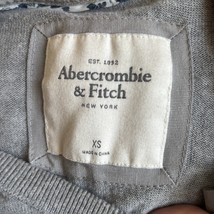 EST. 1892
Abercrombie
& Fitch
NEW YORK
XS
MADE IN CHINA